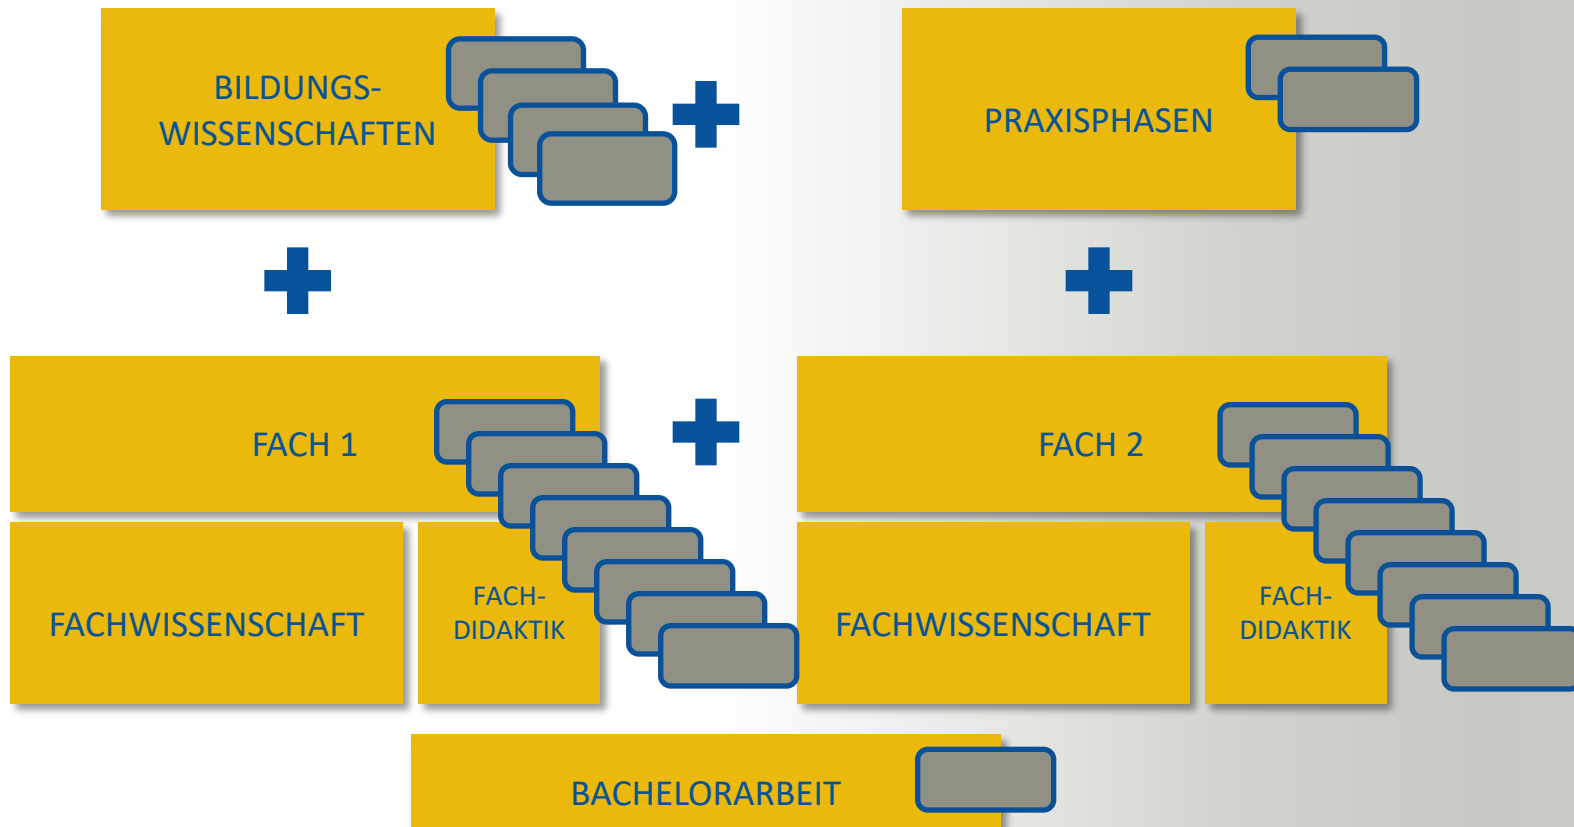 BILDUNGS-
WISSENSCHAFTEN
PRAXISPHASEN
FACH 1
FACH 2
FACHWISSENSCHAFT
FACH-
DIDAKTIK
FACHWISSENSCHAFT
FACH-
DIDAKTIK
BACHELORARBEIT